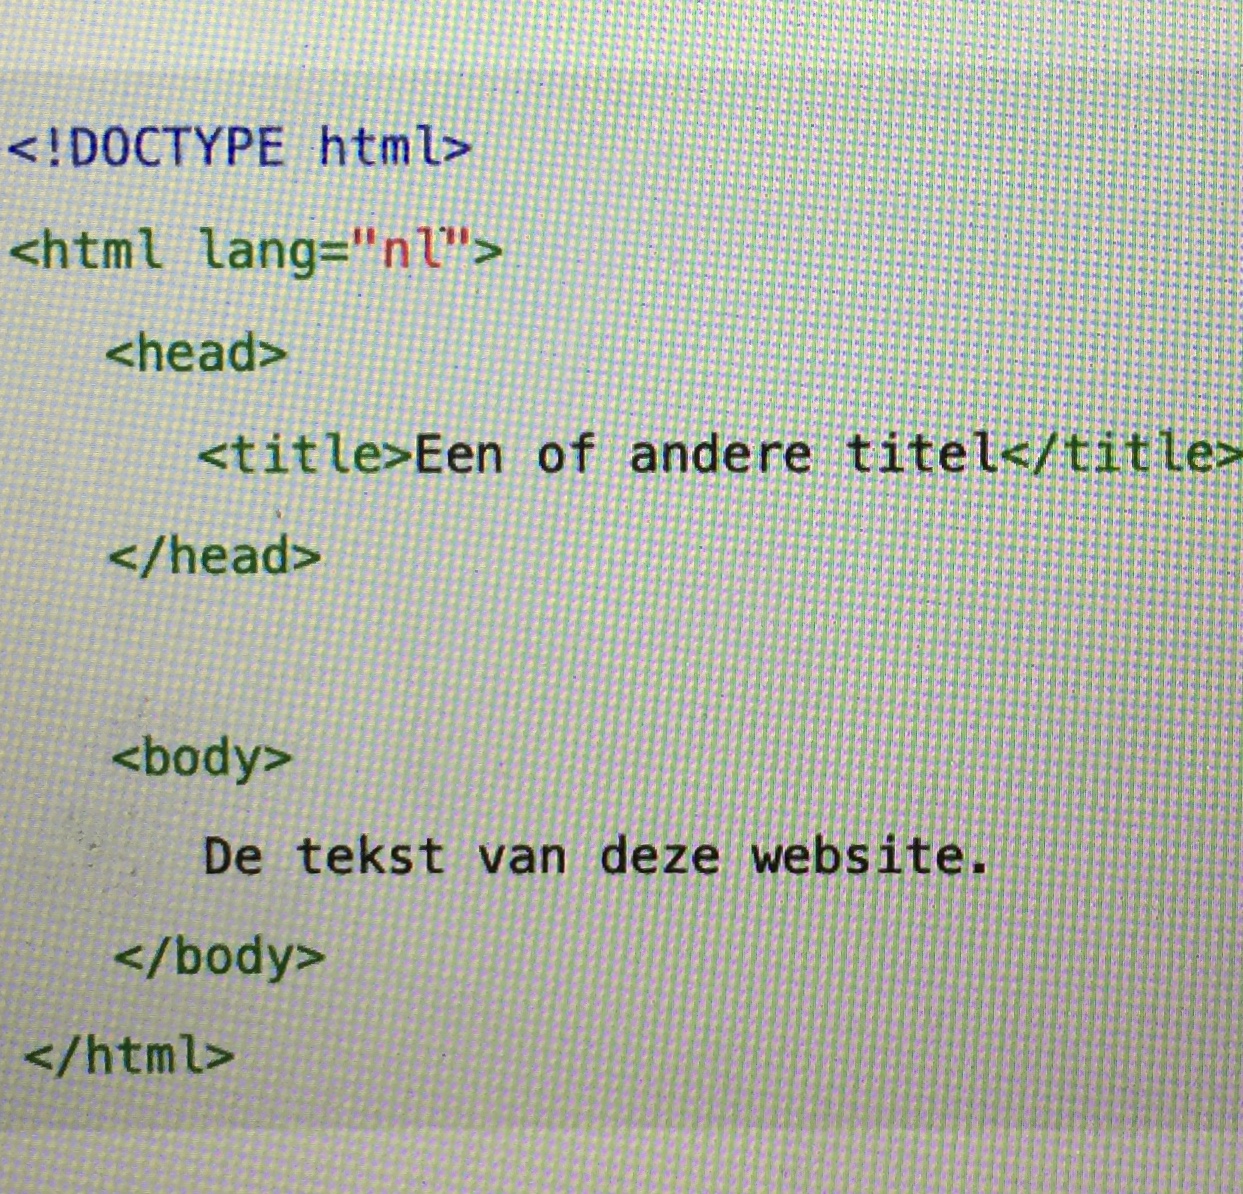 <!DOCTYPE html>
<html lang="nl">
<head>
<title>Een of andere titel</title>
</head>
<body>
De tekst van deze website.
</body>
</html>